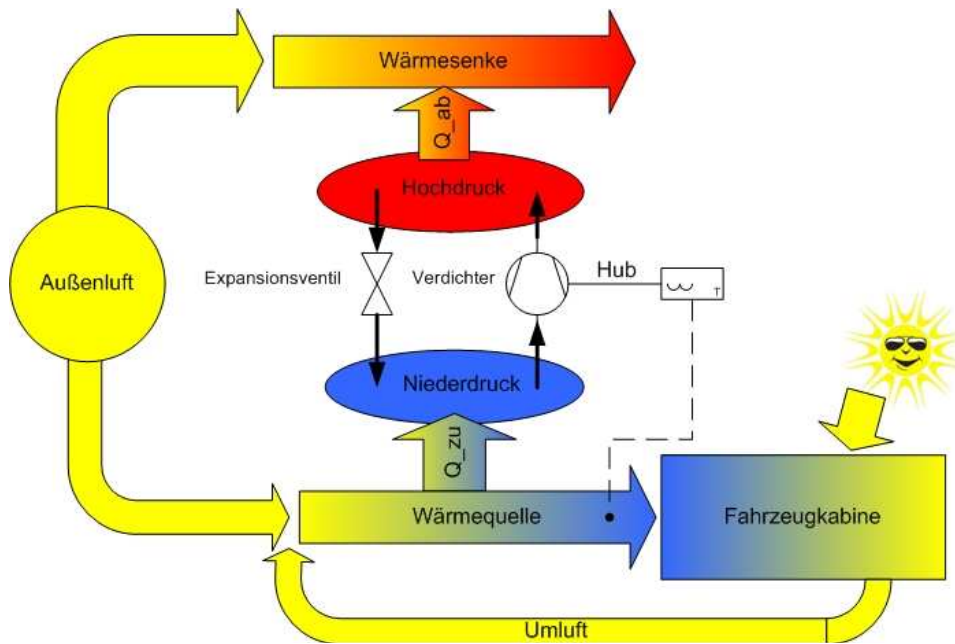 Wärmesenke
Q_ab
Hochdruck
Außenluft
Expansionsventil
Verdichter
Hub
T
Niederdruck
Q_zu
Wärmequelle
Fahrzeugkabine
Umluft